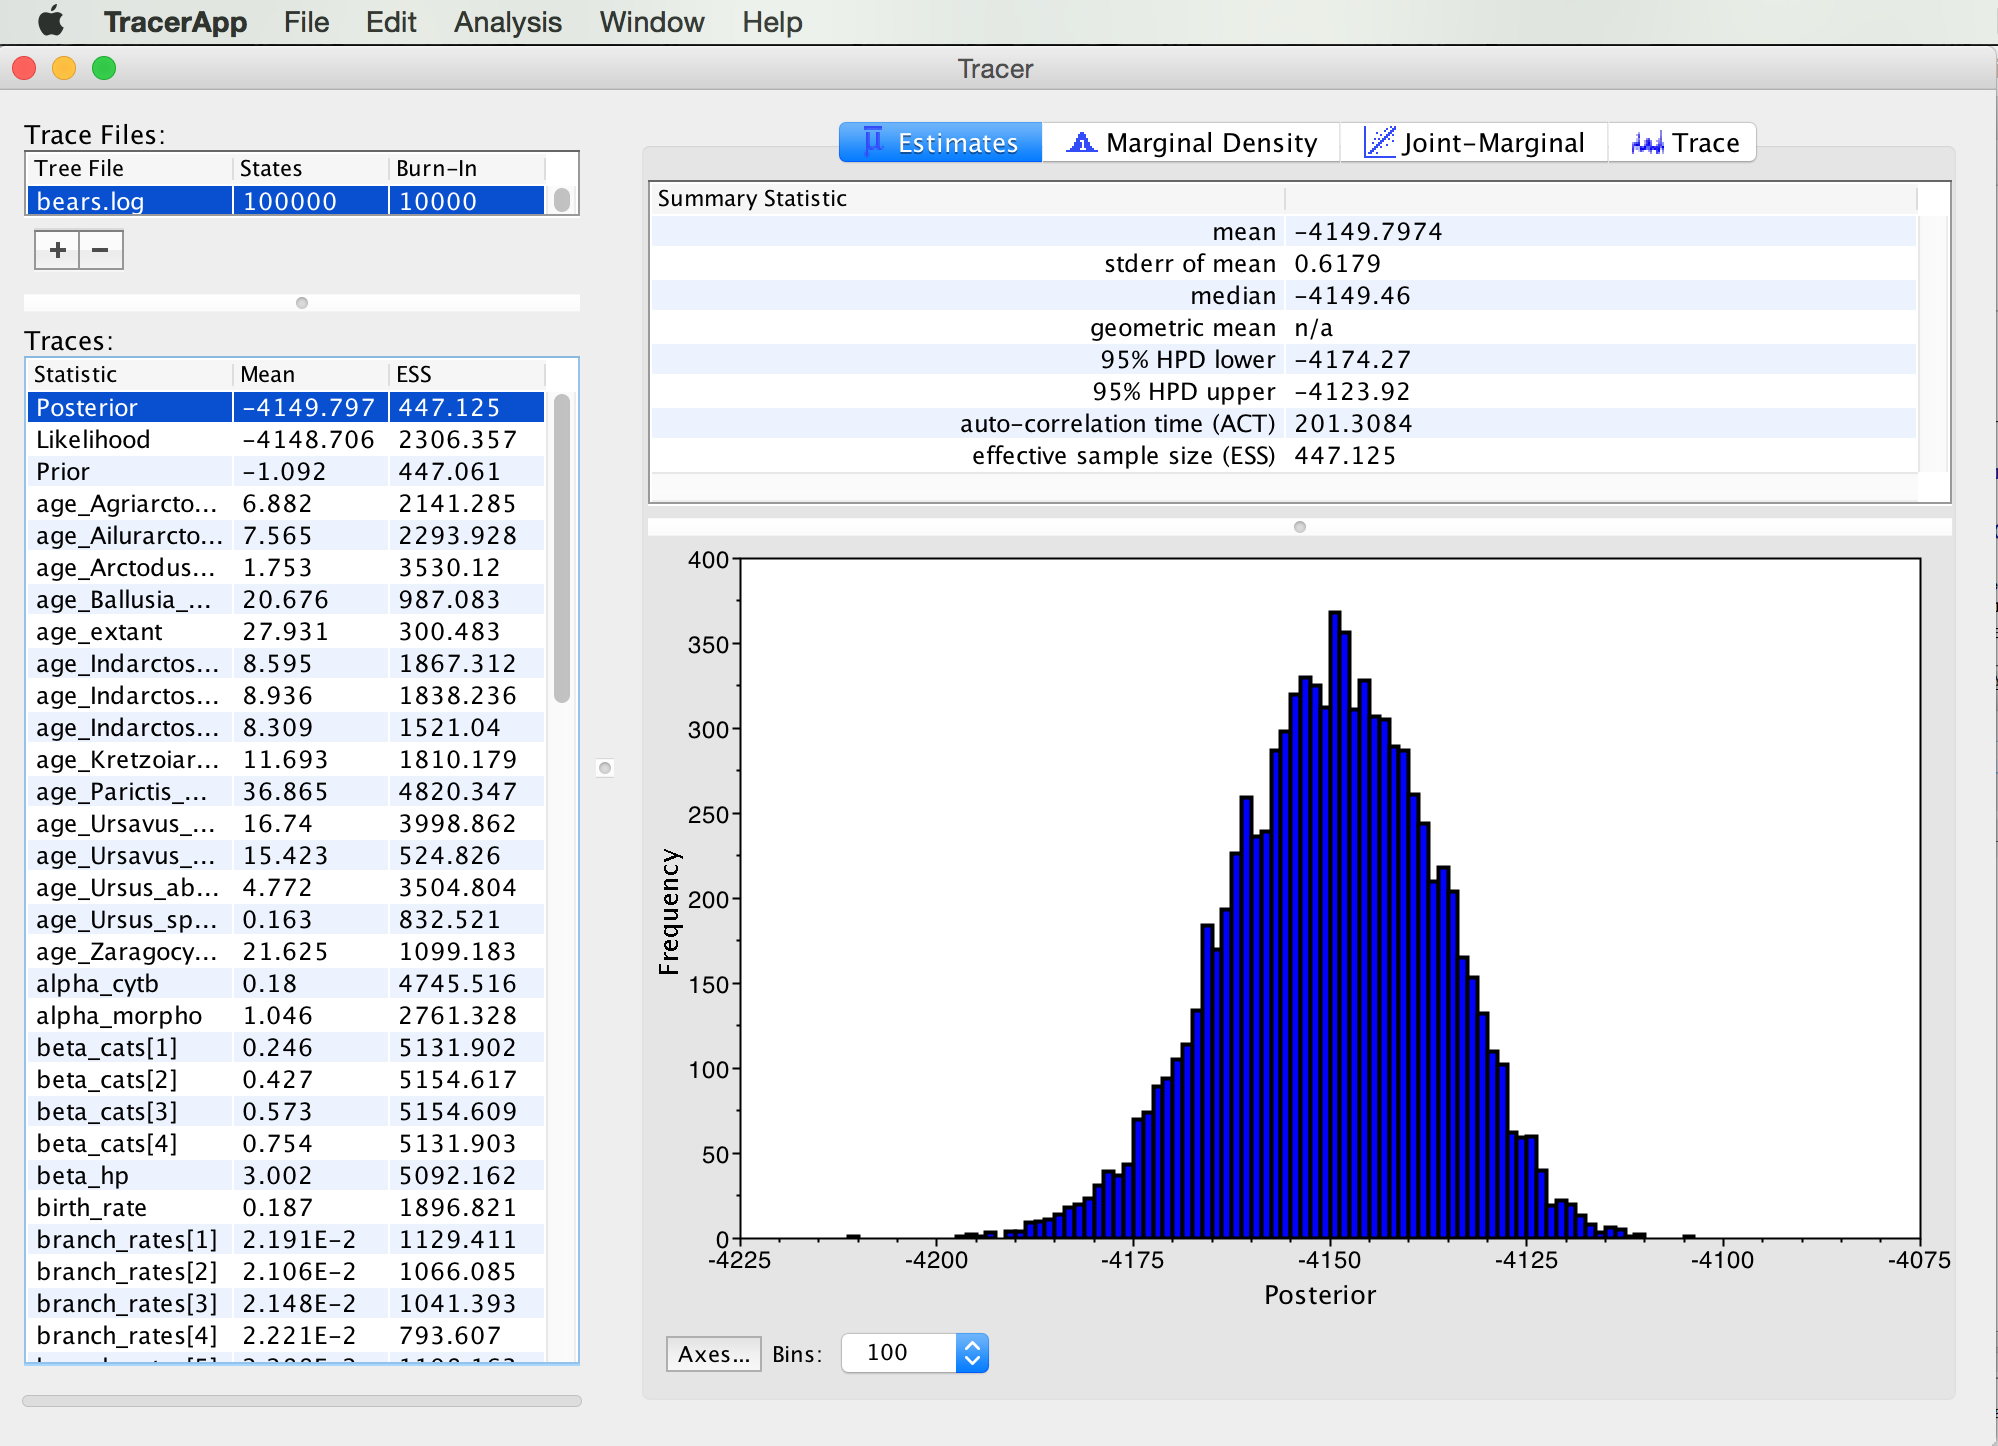 TracerApp File Edit Analysis Window Help
Tracer
Trace Files:
Tree File States Burn-In
bears.log 100000 10000
+ −
Traces:
Statistic Mean ESS
Posterior -4149.797 447.125
Likelihood -4148.706 2306.357
Prior -1.092 447.061
age_Agriarcto... 6.882 2141.285
age_Ailurarcto... 7.565 2293.928
age_Arctodus... 1.753 3530.12
age_Ballusia_... 20.676 987.083
age_extant 27.931 300.483
age_Indarctos... 8.595 1867.312
age_Indarctos... 8.936 1838.236
age_Indarctos... 8.309 1521.04
age_Kretzoiar... 11.693 1810.179
age_Parictis_... 36.865 4820.347
age_Ursavus_... 16.74 3998.862
age_Ursavus_... 15.423 524.826
age_Ursus_ab... 4.772 3504.804
age_Ursus_sp... 0.163 832.521
age_Zaragocy... 21.625 1099.183
alpha_cytb 0.18 4745.516
alpha_morpho 1.046 2761.328
beta_cats[1] 0.246 5131.902
beta_cats[2] 0.427 5154.617
beta_cats[3] 0.573 5154.609
beta_cats[4] 0.754 5131.903
beta_hp 3.002 5092.162
birth_rate 0.187 1896.821
branch_rates[1] 2.191E-2 1129.411
branch_rates[2] 2.106E-2 1066.085
branch_rates[3] 2.148E-2 1041.393
branch_rates[4] 2.221E-2 793.607
Estimates Marginal Density Joint-Marginal Trace
Summary Statistic
mean -4149.7974
stderr of mean 0.6179
median -4149.46
geometric mean n/a
95% HPD lower -4174.27
95% HPD upper -4123.92
auto-correlation time (ACT) 201.3084
effective sample size (ESS) 447.125
400
350
300
250
200
150
100
50
0
Frequency
-4225 -4200 -4175 -4150 -4125 -4100 -4075
Posterior
Axes... Bins: 100